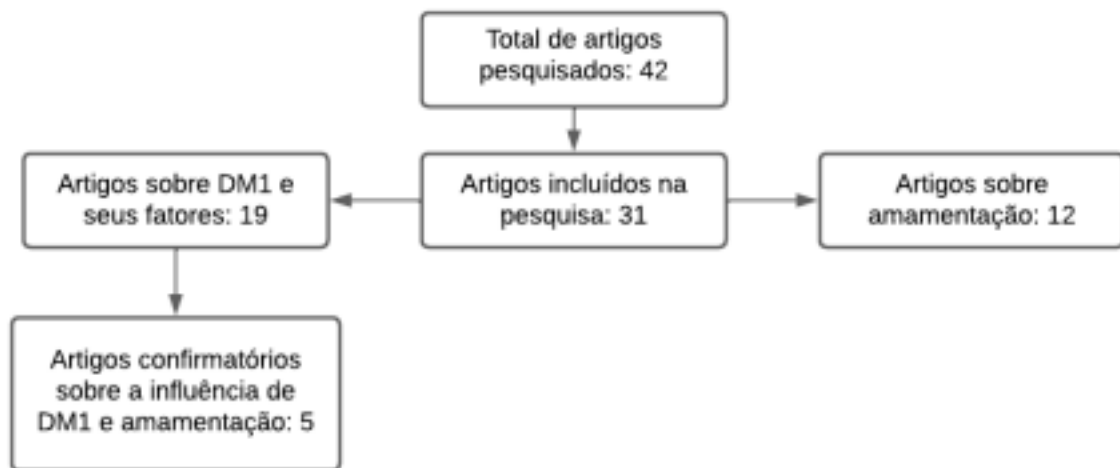 Total de artigos
pesquisados: 42
Artigos sobre DM1 e
seus fatores: 19
Artigos incluídos na
pesquisa: 31
Artigos sobre
amamentação: 12
Artigos confirmatórios
sobre a influência de
DM1 e amamentação: 5